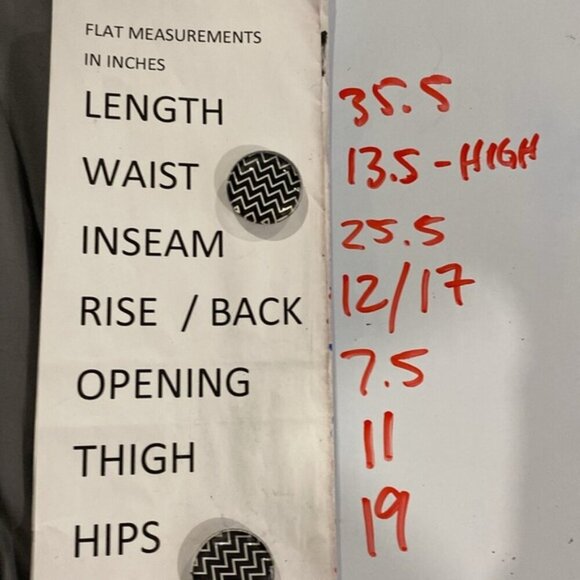 FLAT MEASUREMENTS
IN INCHES
LENGTH 35.5
WAIST 13.5 - HIGH
INSEAM 25.5
RISE / BACK 12/17
OPENING 7.5
THIGH 11
HIPS 19